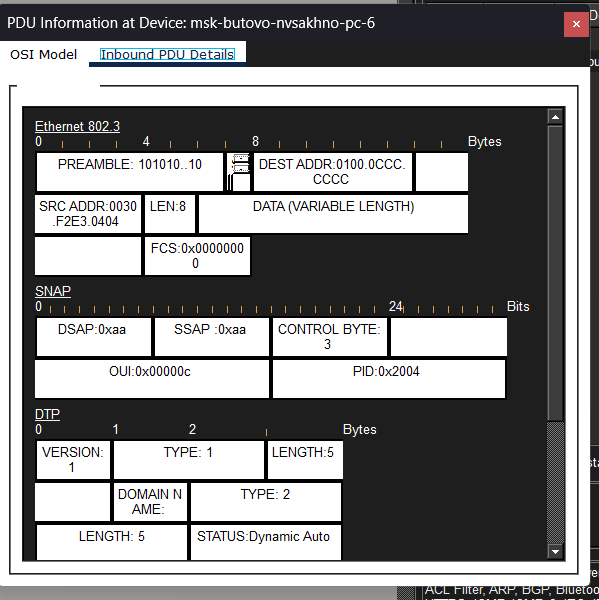 PDU Information at Device: msk-butovo-nvsakhno-pc-6
OSI Model Inbound PDU Details
Ethernet 802.3
0 4 8 Bytes
PREAMBLE: 101010..10 DEST ADDR:0100.0CCC.
CCCC
SRC ADDR:0030 LEN:8 DATA (VARIABLE LENGTH)
.F2E3.0404
FCS:0x0000000
0
SNAP
0 24 Bits
DSAP:0xaa SSAP :0xaa CONTROL BYTE:
3
OUI:0x00000c PID:0x2004
DTP
0 1 2 Bytes
VERSION: TYPE: 1 LENGTH:5
1
DOMAIN N TYPE: 2
AME:
LENGTH: 5 STATUS:Dynamic Auto
ACL Filter, ARP, BGP, Bluetoo